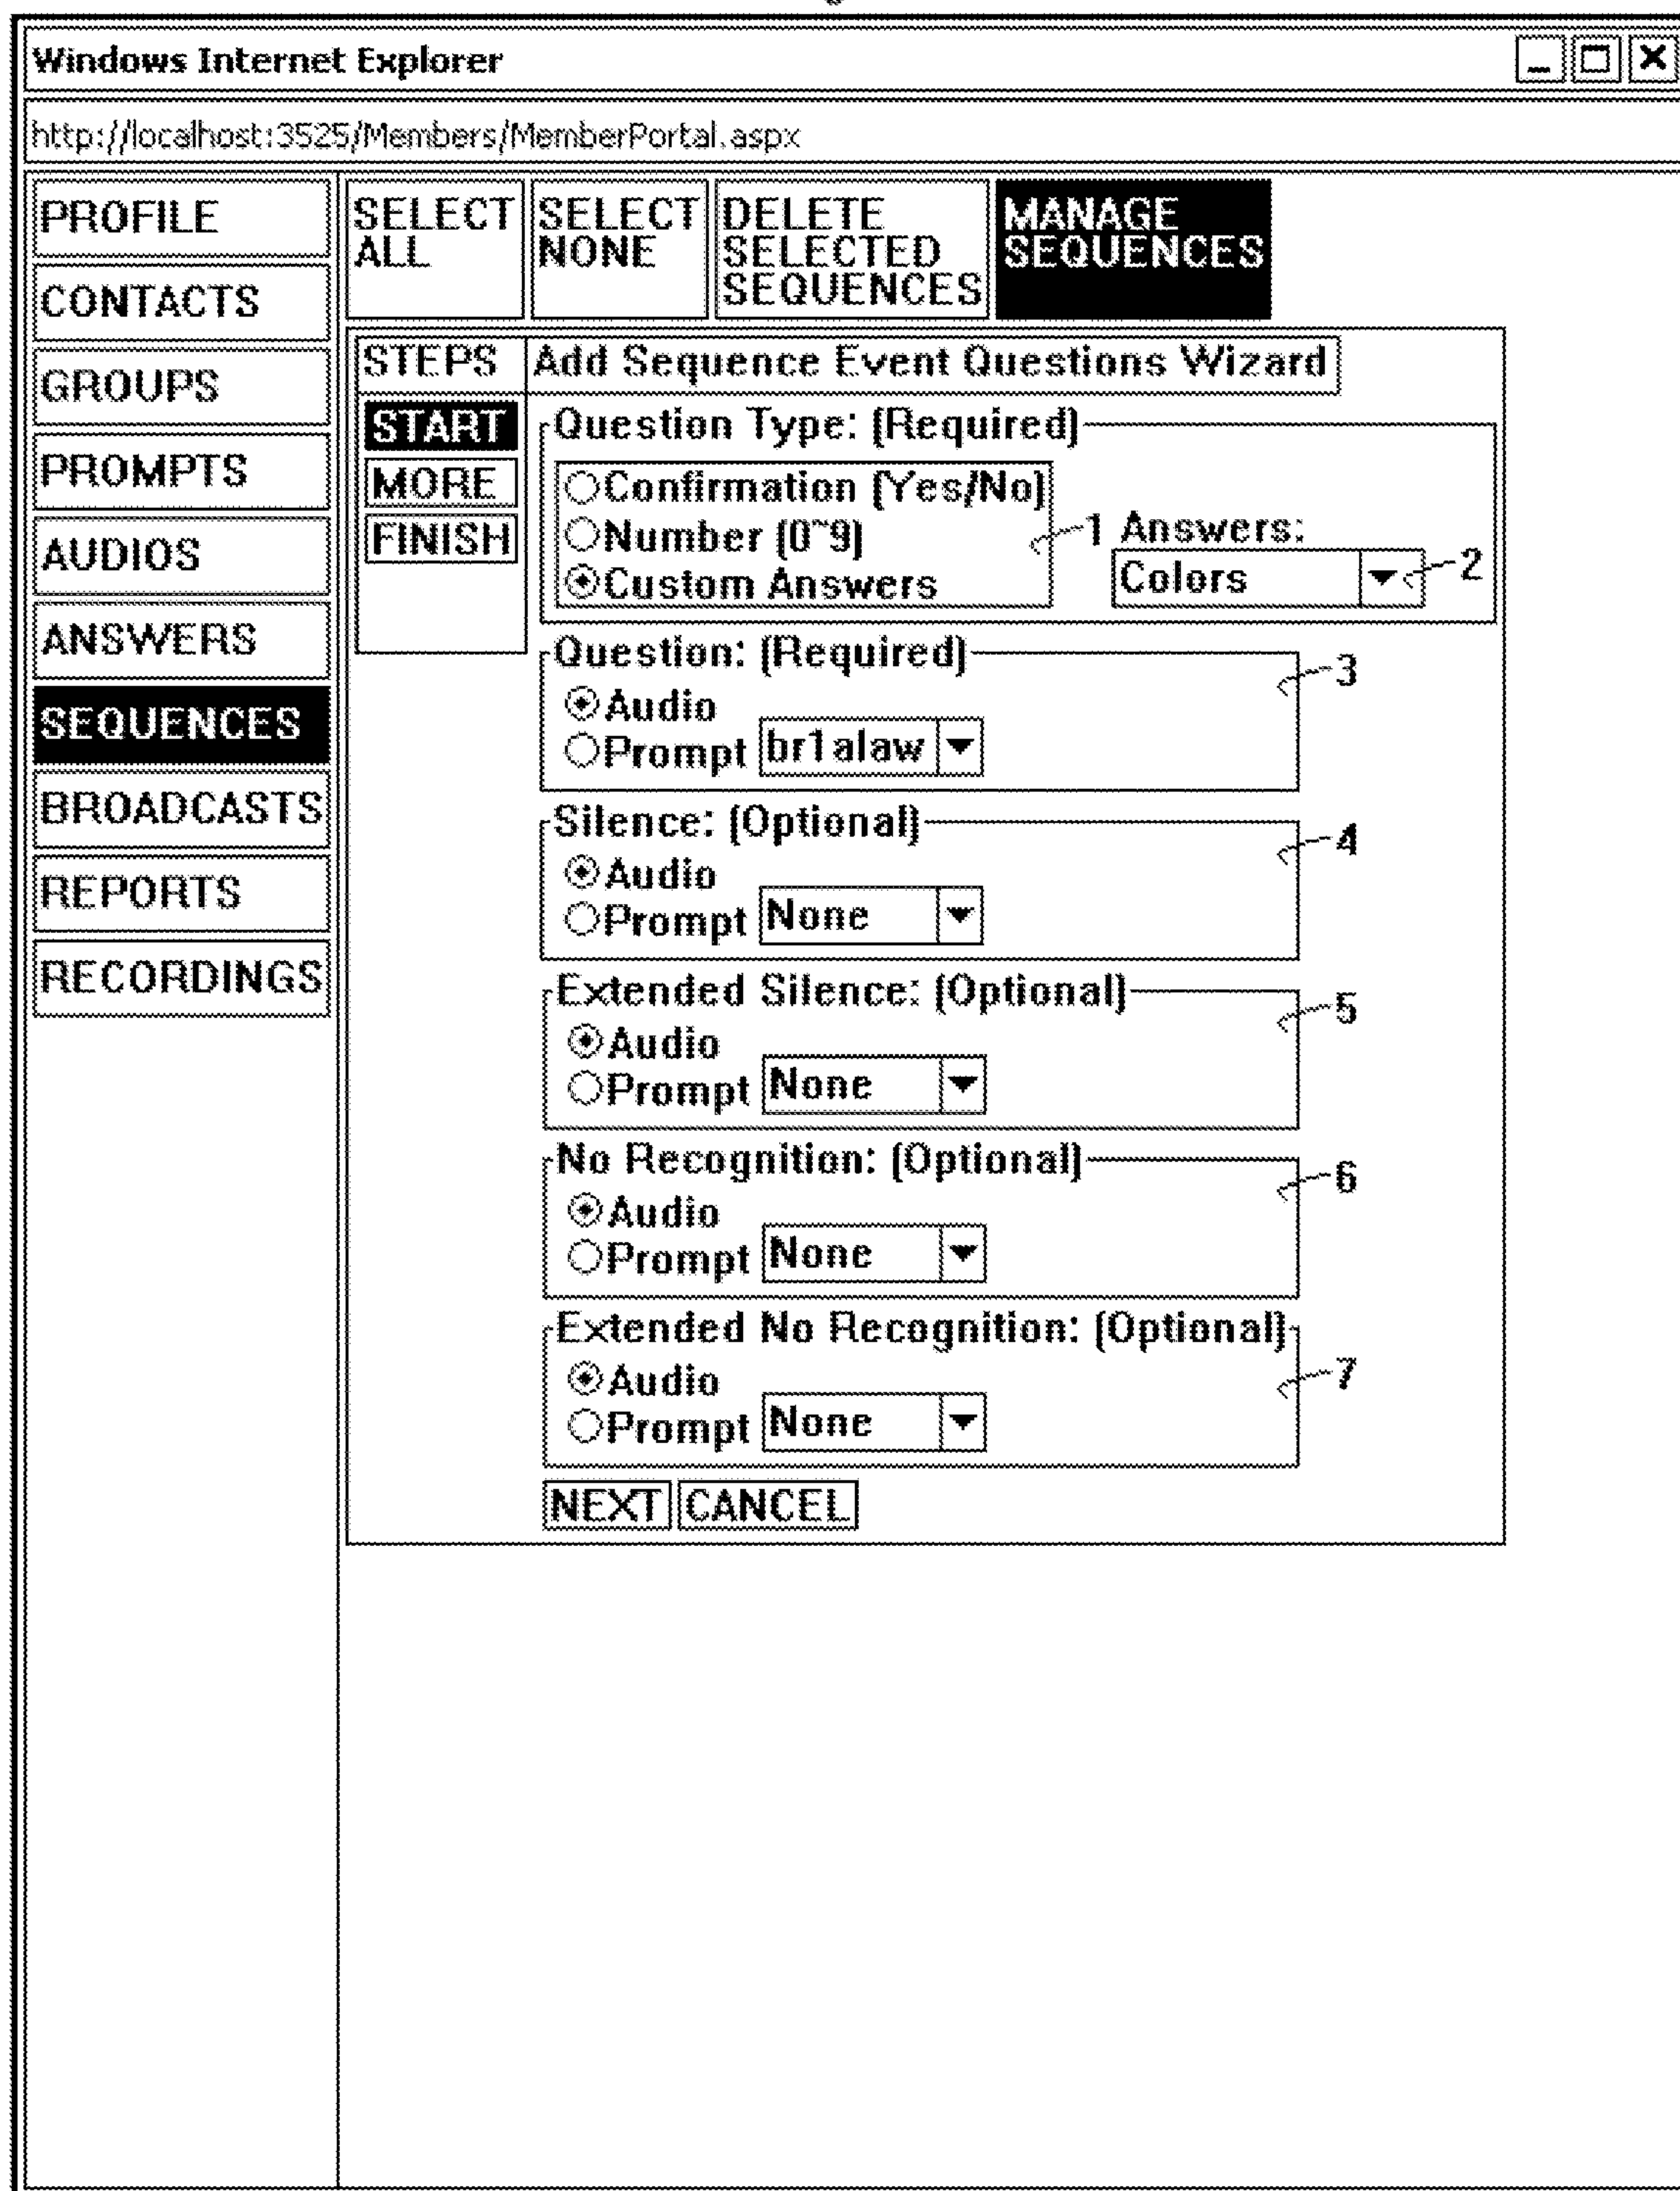 Windows Internet Explorer
http://localhost:3525/Members/MemberPortal.aspx
PROFILE
CONTACTS
GROUPS
PROMPTS
AUDIOS
ANSWERS
SEQUENCES
BROADCASTS
REPORTS
RECORDINGS
SELECT
ALL
SELECT
NONE
DELETE
SELECTED
SEQUENCES
MANAGE
SEQUENCES
STEPS
START
MORE
FINISH
Add Sequence Event Questions Wizard
Question Type: (Required)
Confirmation (Yes/No)
Number (0~9)
Custom Answers
1
Answers:
Colors
2
Question: (Required)
3
Audio
Prompt br1alaw
Silence: (Optional)
4
Audio
Prompt None
Extended Silence: (Optional)
5
Audio
Prompt None
No Recognition: (Optional)
6
Audio
Prompt None
Extended No Recognition: (Optional)
7
Audio
Prompt None
NEXT CANCEL